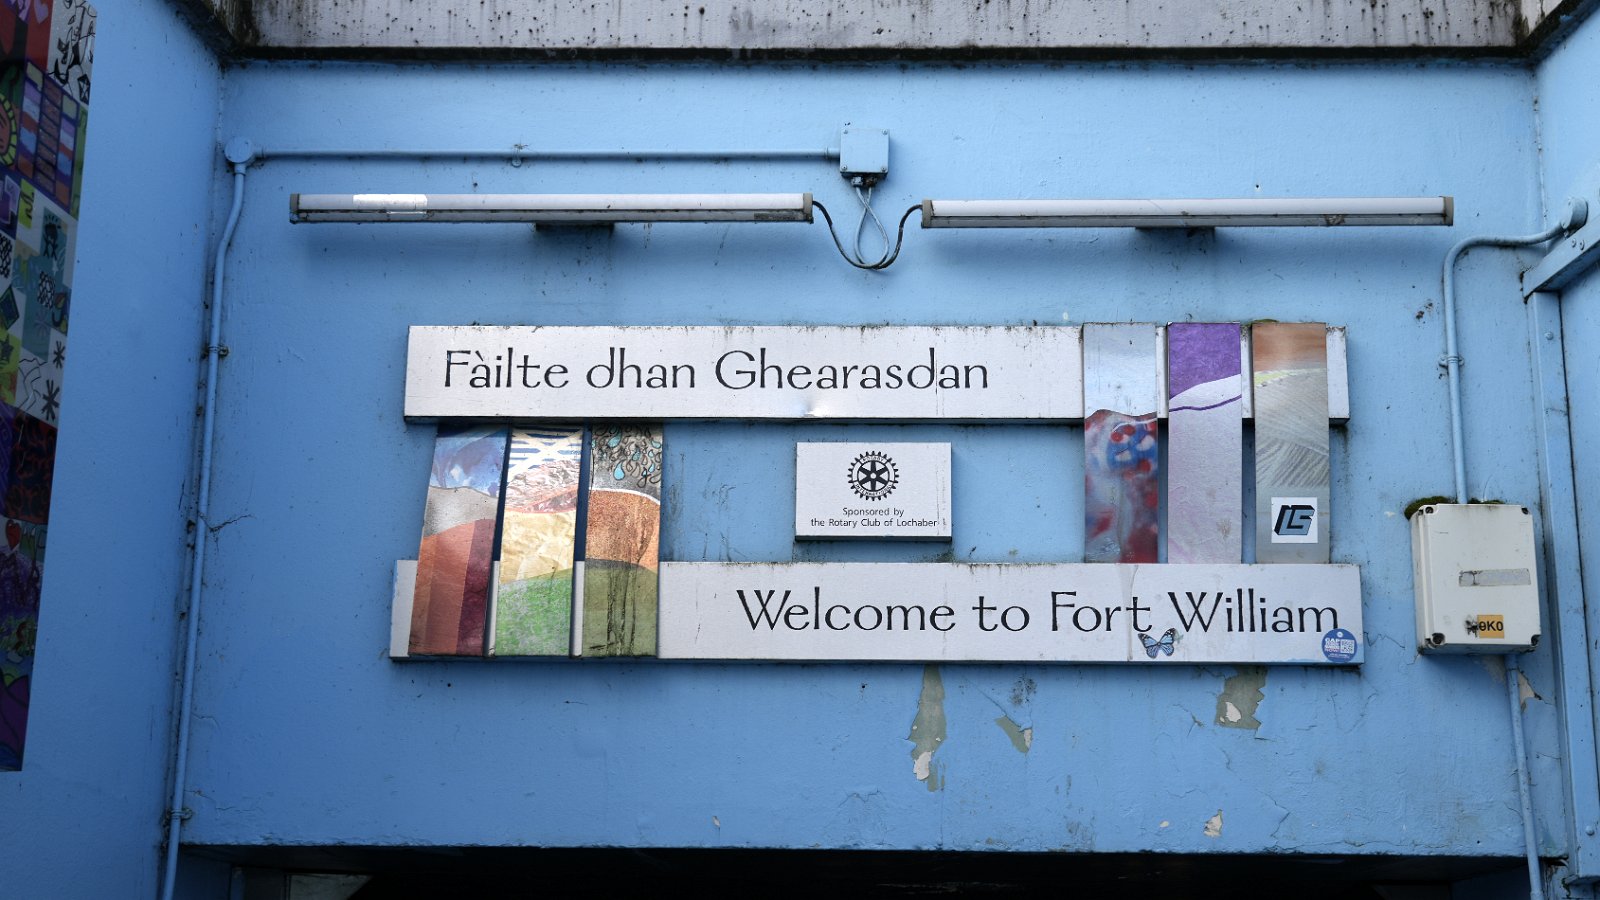 Fàilte dhan Ghearasdan
Sponsored by
the Rotary Club of Lochaber
Welcome to Fort William